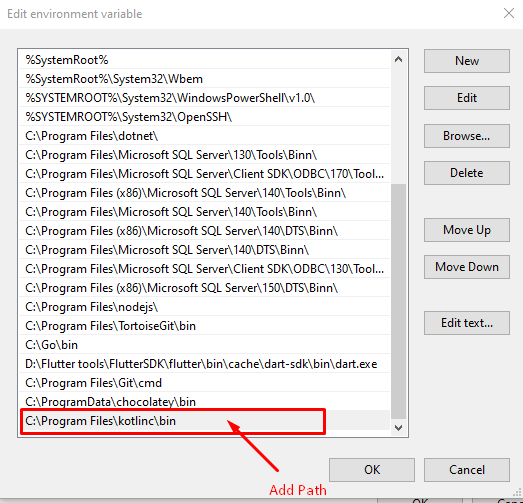 Edit environment variable
%SystemRoot%
%SystemRoot%\System32\Wbem
%SYSTEMROOT%\System32\WindowsPowerShell\v1.0\
%SYSTEMROOT%\System32\OpenSSH\
C:\Program Files\dotnet\
C:\Program Files\Microsoft SQL Server\130\Tools\Binn\
C:\Program Files\Microsoft SQL Server\Client SDK\ODBC\170\Tool...
C:\Program Files (x86)\Microsoft SQL Server\140\Tools\Binn\
C:\Program Files\Microsoft SQL Server\140\Tools\Binn\
C:\Program Files (x86)\Microsoft SQL Server\140\DTS\Binn\
C:\Program Files\Microsoft SQL Server\140\DTS\Binn\
C:\Program Files\Microsoft SQL Server\Client SDK\ODBC\130\Tool...
C:\Program Files (x86)\Microsoft SQL Server\150\DTS\Binn\
C:\Program Files\nodejs\
C:\Program Files\TortoiseGit\bin
C:\Go\bin
D:\Flutter tools\FlutterSDK\flutter\bin\cache\dart-sdk\bin\dart.exe
C:\Program Files\Git\cmd
C:\ProgramData\chocolatey\bin
C:\Program Files\kotlinc\bin
New
Edit
Browse...
Delete
Move Up
Move Down
Edit text...
Add Path
OK
Cancel